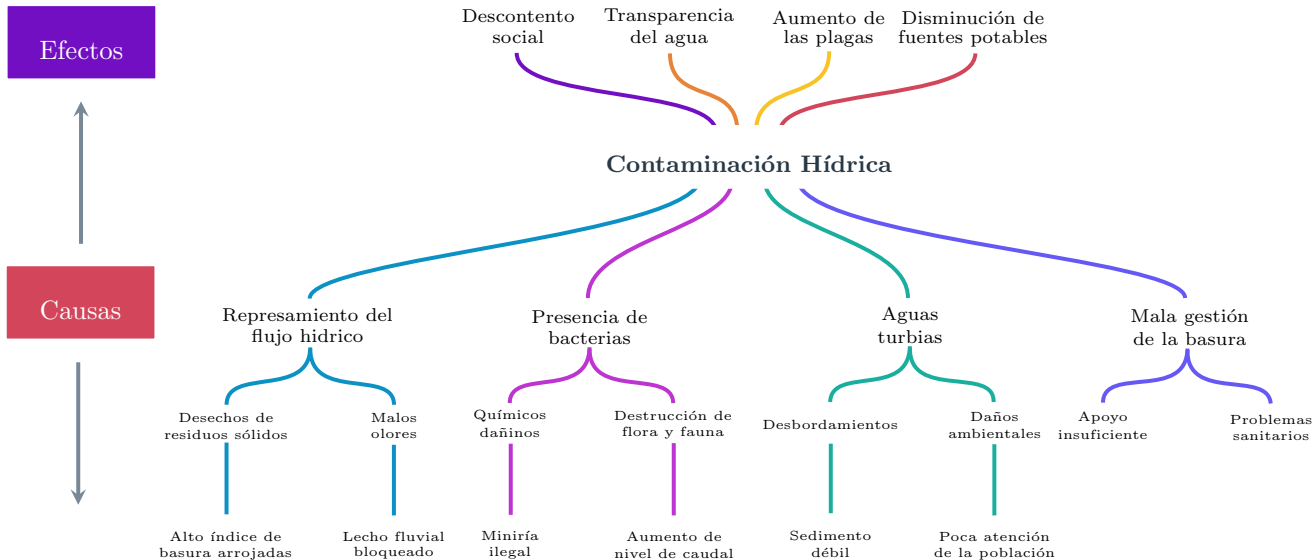 Efectos
Descontento
social
Transparencia
del agua
Aumento de
las plagas
Disminución de
fuentes potables
Contaminación Hídrica
Causas
Represamiento del
flujo hidrico
Presencia de
bacterias
Aguas
turbias
Mala gestión
de la basura
Desechos de
residuos sólidos
Malos
olores
Químicos
dañinos
Destrucción de
flora y fauna
Desbordamientos
Daños
ambientales
Apoyo
insuficiente
Problemas
sanitarios
Alto índice de
basura arrojadas
Lecho fluvial
bloqueado
Miniría
ilegal
Aumento de
nivel de caudal
Sedimento
débil
Poca atención
de la población